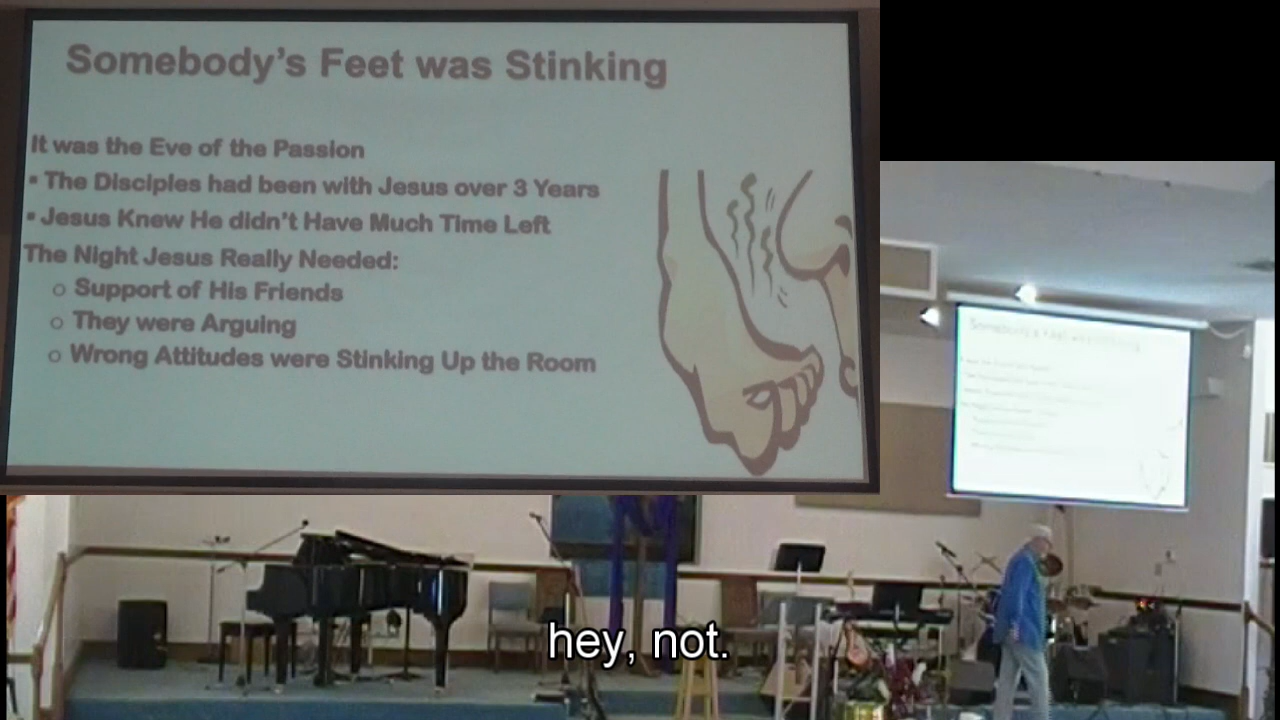 Somebody's Feet was Stinking
It was the Eve of the Passion
▪ The Disciples had been with Jesus over 3 Years
▪ Jesus Knew He didn't Have Much Time Left
The Night Jesus Really Needed:
o Support of His Friends
o They were Arguing
o Wrong Attitudes were Stinking Up the Room
hey, not.